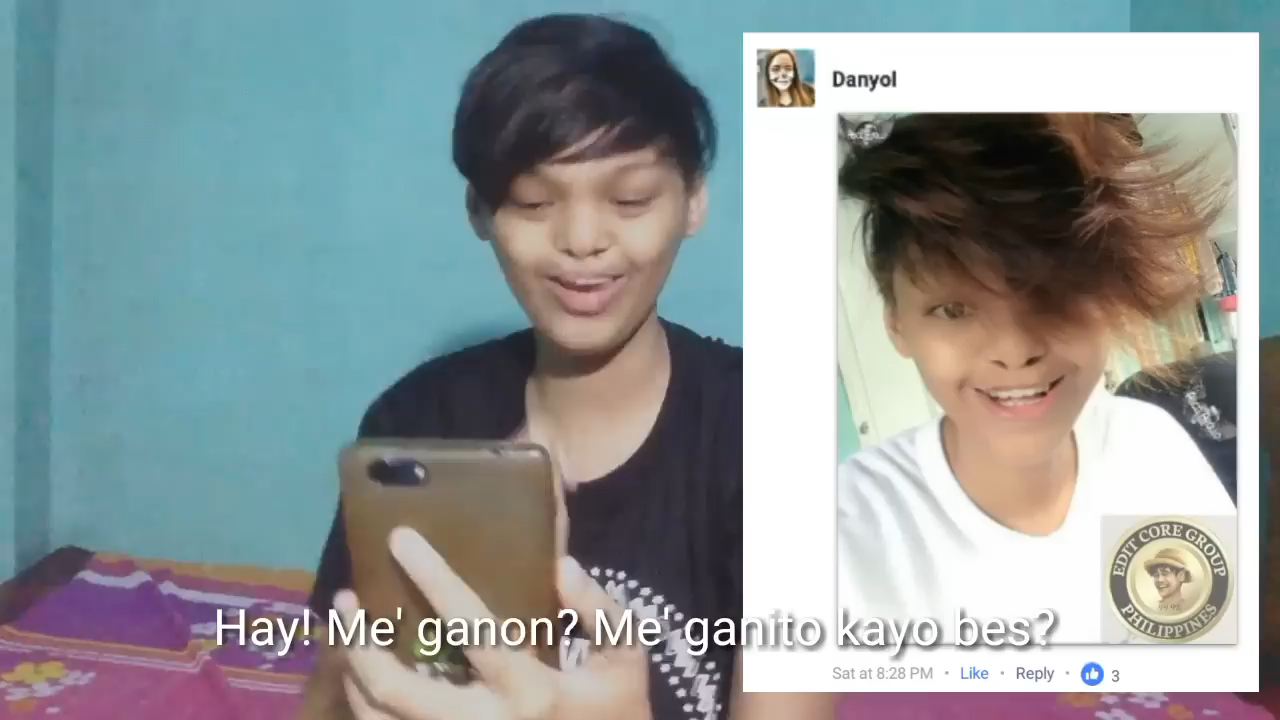 Danyol
EDIT CORE GROUP
PHILIPPINES
Hay! Me' ganon? Me' ganito kayo bes?
Sat at 8:28 PM • Like • Reply • 3